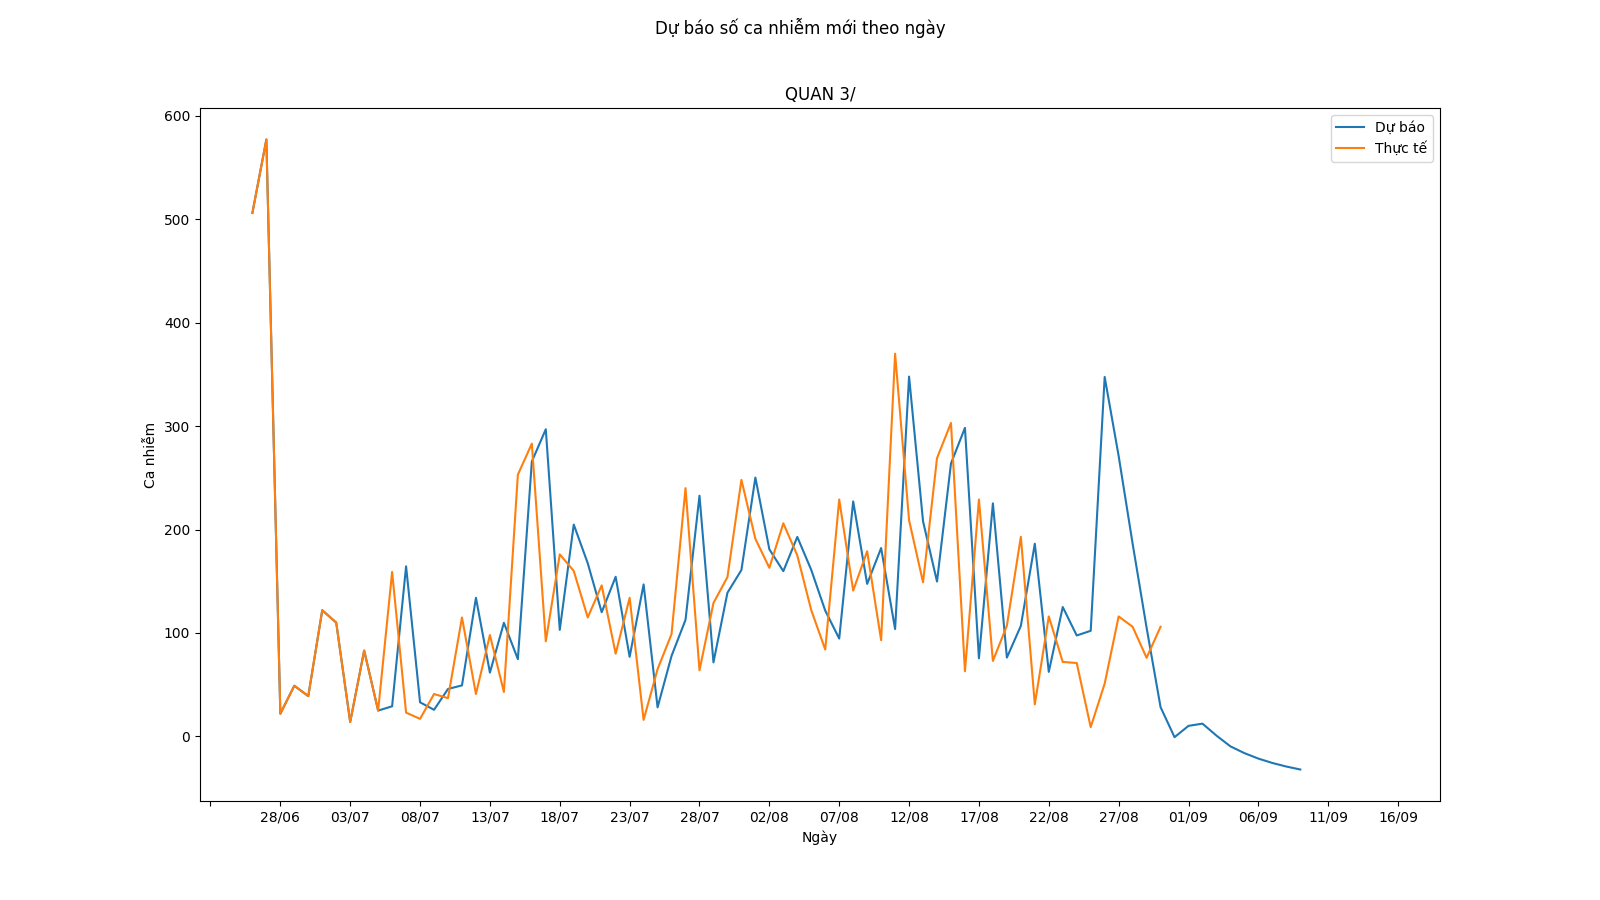 Dự báo số ca nhiễm mới theo ngày
QUAN 3/
Dự báo
Thực tế
600
500
400
300
200
100
0
Ca nhiễm
28/06 03/07 08/07 13/07 18/07 23/07 28/07 02/08 07/08 12/08 17/08 22/08 27/08 01/09 06/09 11/09 16/09
Ngày